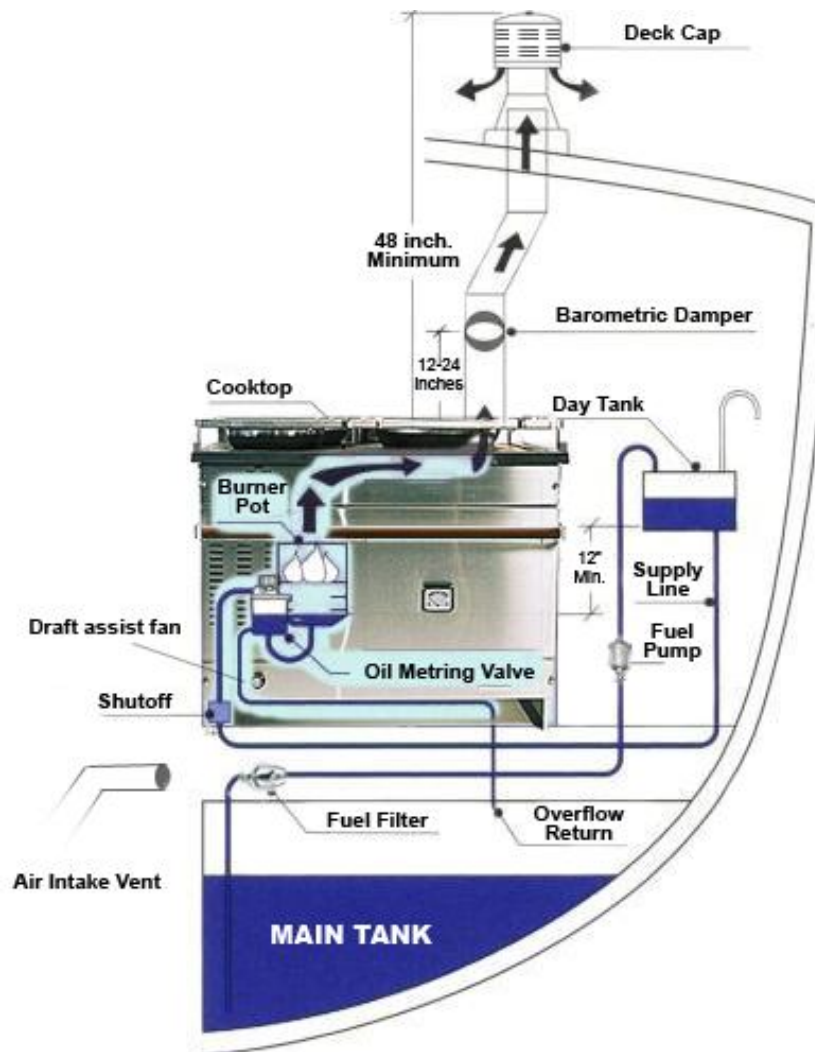 Deck Cap
48 inch.
Minimum
Barometric Damper
12-24
Inches
Cooktop
Day Tank
Burner
Pot
12"
Min.
Supply
Line
Draft assist fan
Fuel
Pump
Oil Metring Valve
Shutoff
Fuel Filter
Overflow
Return
Air Intake Vent
MAIN TANK